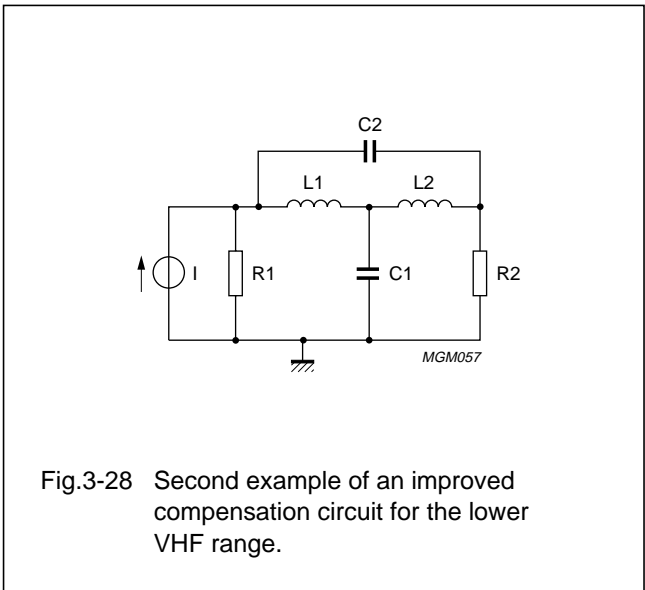 C2
L1
L2
I
R1
C1
R2
MGM057
Fig.3-28 Second example of an improved
compensation circuit for the lower
VHF range.